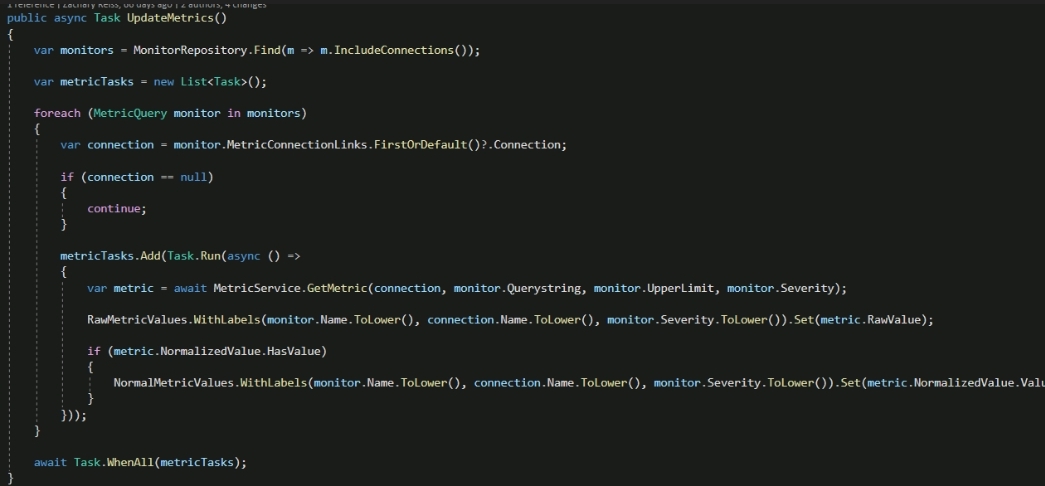 1 reference | Zachary Reiss, 60 days ago | 2 authors, 4 changes
public async Task UpdateMetrics()
{
var monitors = MonitorRepository.Find(m => m.IncludeConnections());
var metricTasks = new List<Task>();
foreach (MetricQuery monitor in monitors)
{
var connection = monitor.MetricConnectionLinks.FirstOrDefault()?.Connection;
if (connection == null)
{
continue;
}
metricTasks.Add(Task.Run(async () =>
{
var metric = await MetricService.GetMetric(connection, monitor.Querystring, monitor.UpperLimit, monitor.Severity);
RawMetricValues.WithLabels(monitor.Name.ToLower(), connection.Name.ToLower(), monitor.Severity.ToLower()).Set(metric.RawValue);
if (metric.NormalizedValue.HasValue)
{
NormalMetricValues.WithLabels(monitor.Name.ToLower(), connection.Name.ToLower(), monitor.Severity.ToLower()).Set(metric.NormalizedValue.Valu
}
}));
}
await Task.WhenAll(metricTasks);
}